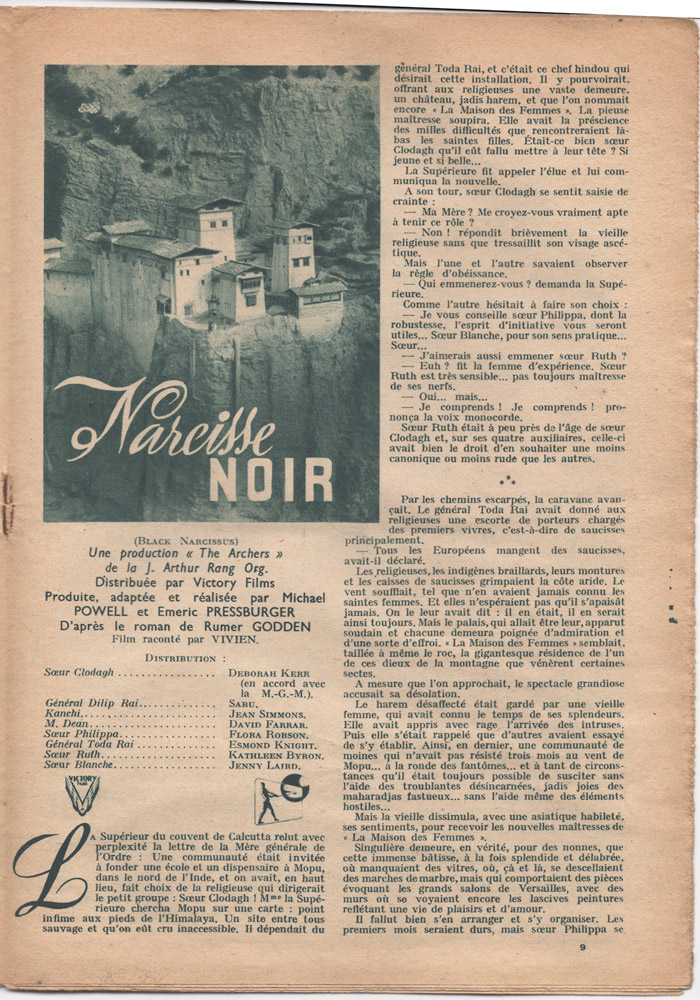 Narcisse
NOIR
(BLACK NARCISSUS)
Une production « The Archers »
de la J. Arthur Rang Org.
Distribuée par Victory Films
Produite, adaptée et réalisée par Michael
POWELL et Emeric PRESSBURGER
D'après le roman de Rumer GODDEN
Film raconté par VIVIEN.
DISTRIBUTION :
Sœur Clodagh ................ DEBORAH KERR
(en accord avec
la M.-G.-M.).
Général Dilip Rai............ SABU.
Kanchi...................... JEAN SIMMONS.
M. Dean..................... DAVID FARRAR.
Sœur Philippa............... FLORA ROBSON.
Général Toda Rai ............ ESMOND KNIGHT.
Sœur Ruth................... KATHLEEN BYRON.
Sœur Blanche................ JENNY LAIRD.
VICTORY
FILMS
LA Supérieur du couvent de Calcutta relut avec
perplexité la lettre de la Mère générale de
l'Ordre : Une communauté était invitée
à fonder une école et un dispensaire à Mopu,
dans le nord de l'Inde, et on avait, en haut
lieu, fait choix de la religieuse qui dirigerait
le petit groupe : Sœur Clodagh ! Mme la Supé-
rieure chercha Mopu sur une carte : point
infime aux pieds de l'Himalaya. Un site entre tous
sauvage et qu'on eût cru inaccessible. Il dépendait du
général Toda Rai, et c'était ce chef hindou qui
désirait cette installation. Il y pourvoirait,
offrant aux religieuses une vaste demeure,
un château, jadis harem, et que l'on nommait
encore « La Maison des Femmes ». La pieuse
maîtresse soupira. Elle avait la préscience
des milles difficultés que rencontreraient là-
bas les saintes filles. Était-ce bien sœur
Clodagh qu'il eût fallu mettre à leur tête ? Si
jeune et si belle...
La Supérieure fit appeler l'élue et lui com-
muniqua la nouvelle.
A son tour, sœur Clodagh se sentit saisie de
crainte :
— Ma Mère ? Me croyez-vous vraiment apte
à tenir ce rôle ?
— Non ! répondit brièvement la vieille
religieuse sans que tressaillit son visage ascé-
tique.
Mais l'une et l'autre savaient observer
la règle d'obéissance.
— Qui emmenerez-vous ? demanda la Supé-
rieure.
Comme l'autre hésitait à faire son choix :
— Je vous conseille sœur Philippa, dont la
robustesse, l'esprit d'initiative vous seront
utiles... Sœur Blanche, pour son sens pratique...
Sœur...
— J'aimerais aussi emmener sœur Ruth ?
— Euh ? fit la femme d'expérience. Sœur
Ruth est très sensible... pas toujours maîtresse
de ses nerfs.
— Oui... mais...
— Je comprends ! Je comprends ! pro-
nonça la voix monocorde.
Sœur Ruth était à peu près de l'âge de sœur
Clodagh et, sur ses quatre auxiliaires, celle-ci
avait bien le droit d'en souhaiter une moins
canonique ou moins rude que les autres.
***
Par les chemins escarpés, la caravane avan-
çait. Le général Toda Rai avait donné aux
religieuses une escorte de porteurs chargés
des premiers vivres, c'est-à-dire de saucisses
principalement.
— Tous les Européens mangent des saucisses,
avait-il déclaré.
Les religieuses, les indigènes braillards, leurs montures
et les caisses de saucisses grimpaient la côte aride. Le
vent soufflait, tel que n'en avaient jamais connu les
saintes femmes. Et elles n'espéraient pas qu'il s'apaisât
jamais. On le leur avait dit : il en était, il en serait
ainsi toujours. Mais le palais, qui allait être leur, apparut
soudain et chacune demeura poignée d'admiration et
d'une sorte d'effroi. « La Maison des Femmes » semblait,
taillée à même le roc, la gigantesque résidence de l'un
de ces dieux de la montagne que vénèrent certaines
sectes.
A mesure que l'on approchait, le spectacle grandiose
accusait sa désolation.
Le harem désaffecté était gardé par une vieille
femme, qui avait connu le temps de ses splendeurs.
Elle avait appris avec rage l'arrivée des intruses.
Puis elle s'était rappelé que d'autres avaient essayé
de s'y établir. Ainsi, en dernier, une communauté de
moines qui n'avait pas résisté trois mois au vent de
Mopu... à la ronde des fantômes... et à tant de circons-
tances qu'il était toujours possible de susciter sans
l'aide des troublantes désincarnées, jadis joies des
maharadjas fastueux... sans l'aide même des éléments
hostiles...
Mais la vieille dissimula, avec une asiatique habileté,
ses sentiments, pour recevoir les nouvelles maîtresses de
« La Maison des Femmes ».
Singulière demeure, en vérité, pour des nonnes, que
cette immense bâtisse, à la fois splendide et délabrée,
où manquaient des vitres, où, çà et là, se descellaient
des marches de marbre, mais qui comportait des pièces
évoquant les grands salons de Versailles, avec des
murs où se voyaient encore les lascives peintures
reflétant une vie de plaisirs et d'amour.
Il fallut bien s'en arranger et s'y organiser. Les
premiers mois seraient durs, mais sœur Philippa se
9